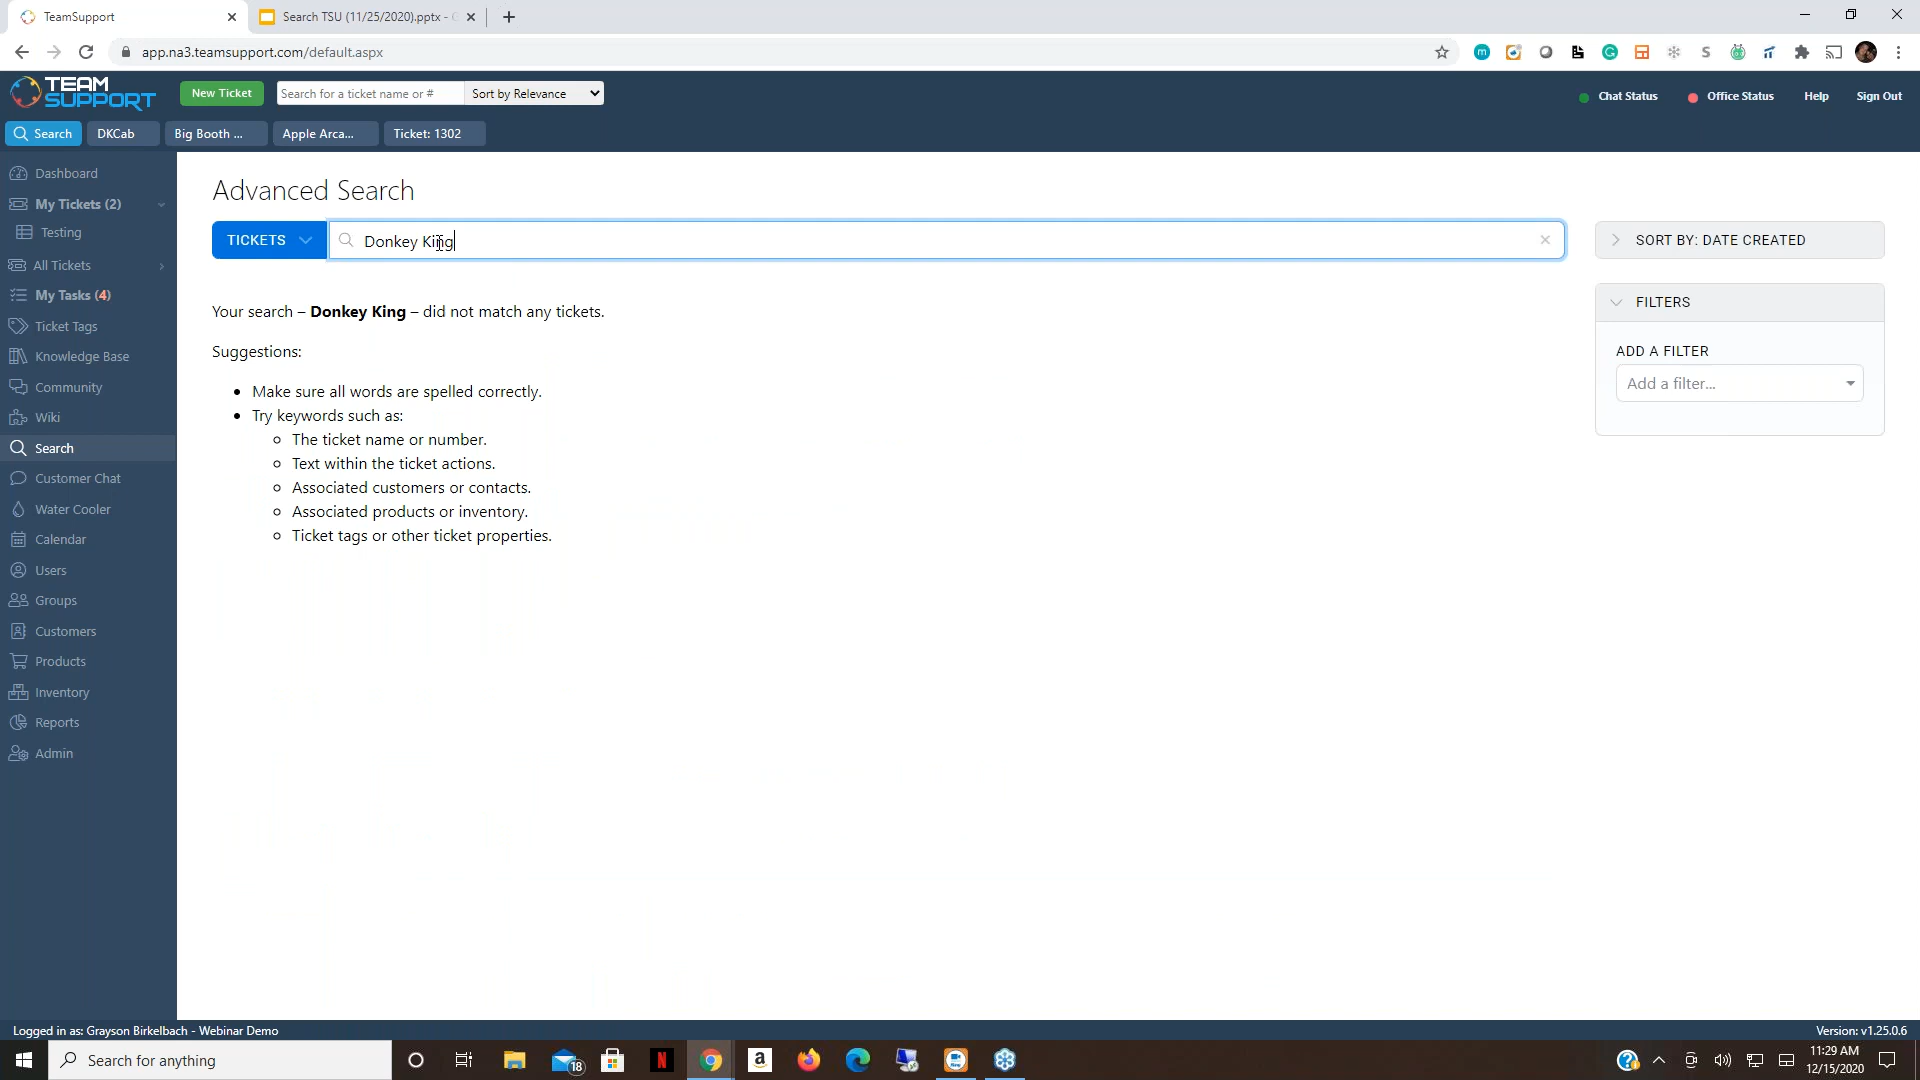 TeamSupport
Search TSU (11/25/2020).pptx -
app.na3.teamsupport.com/default.aspx
TEAM
SUPPORT
New Ticket
Search for a ticket name or #
Sort by Relevance
Chat Status
Office Status
Help
Sign Out
Search
DKCab
Big Booth ...
Apple Arca...
Ticket: 1302
Dashboard
My Tickets (2)
Testing
All Tickets
My Tasks (4)
Ticket Tags
Knowledge Base
Community
Wiki
Search
Customer Chat
Water Cooler
Calendar
Users
Groups
Customers
Products
Inventory
Reports
Admin
Advanced Search
TICKETS
Donkey King
Your search – Donkey King – did not match any tickets.
Suggestions:
Make sure all words are spelled correctly.
Try keywords such as:
The ticket name or number.
Text within the ticket actions.
Associated customers or contacts.
Associated products or inventory.
Ticket tags or other ticket properties.
SORT BY: DATE CREATED
FILTERS
ADD A FILTER
Add a filter...
Logged in as: Grayson Birkelbach - Webinar Demo
Version: v1.25.0.6
Search for anything
18
11:29 AM
12/15/2020